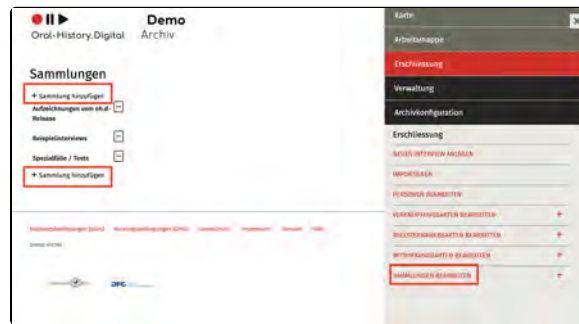 Oral-History.Digital
Demo
Archiv
Sammlungen
+ Sammlung hinzufügen
Aufzeichnungen vom oh.d-
Release
Beispielinterviews
Spezialfälle / Tests
+ Sammlung hinzufügen
DFG
Karte
Arbeitsmappe
Erschliessung
Verwaltung
Archivkonfiguration
Erschliessung
NEUES INTERVIEW ANLEGEN
IMPORTIEREN
PERSONEN BEARBEITEN
SAMMLUNGEN BEARBEITEN +